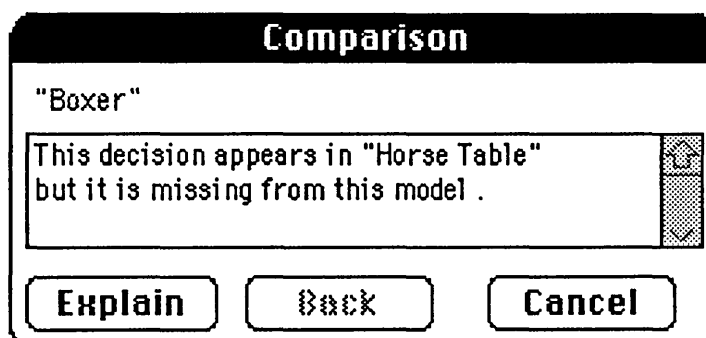 Comparison
"Boxer"
This decision appears in "Horse Table"
but it is missing from this model .
Explain Back Cancel